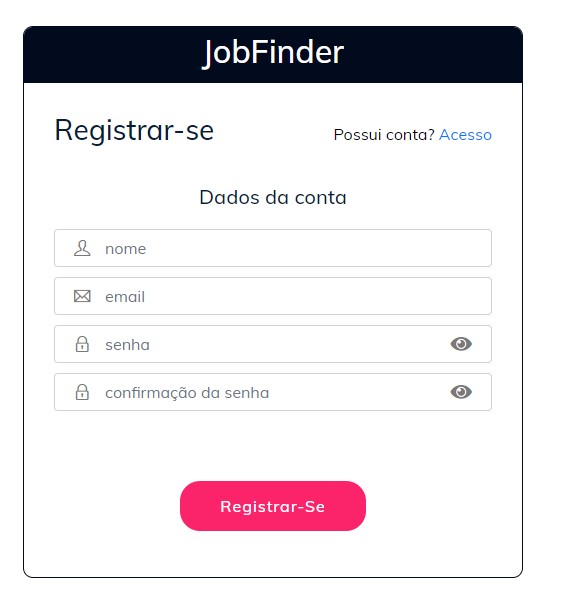 JobFinder
Registrar-se
Possui conta? Acesso
Dados da conta
nome
email
senha
confirmação da senha
Registrar-Se